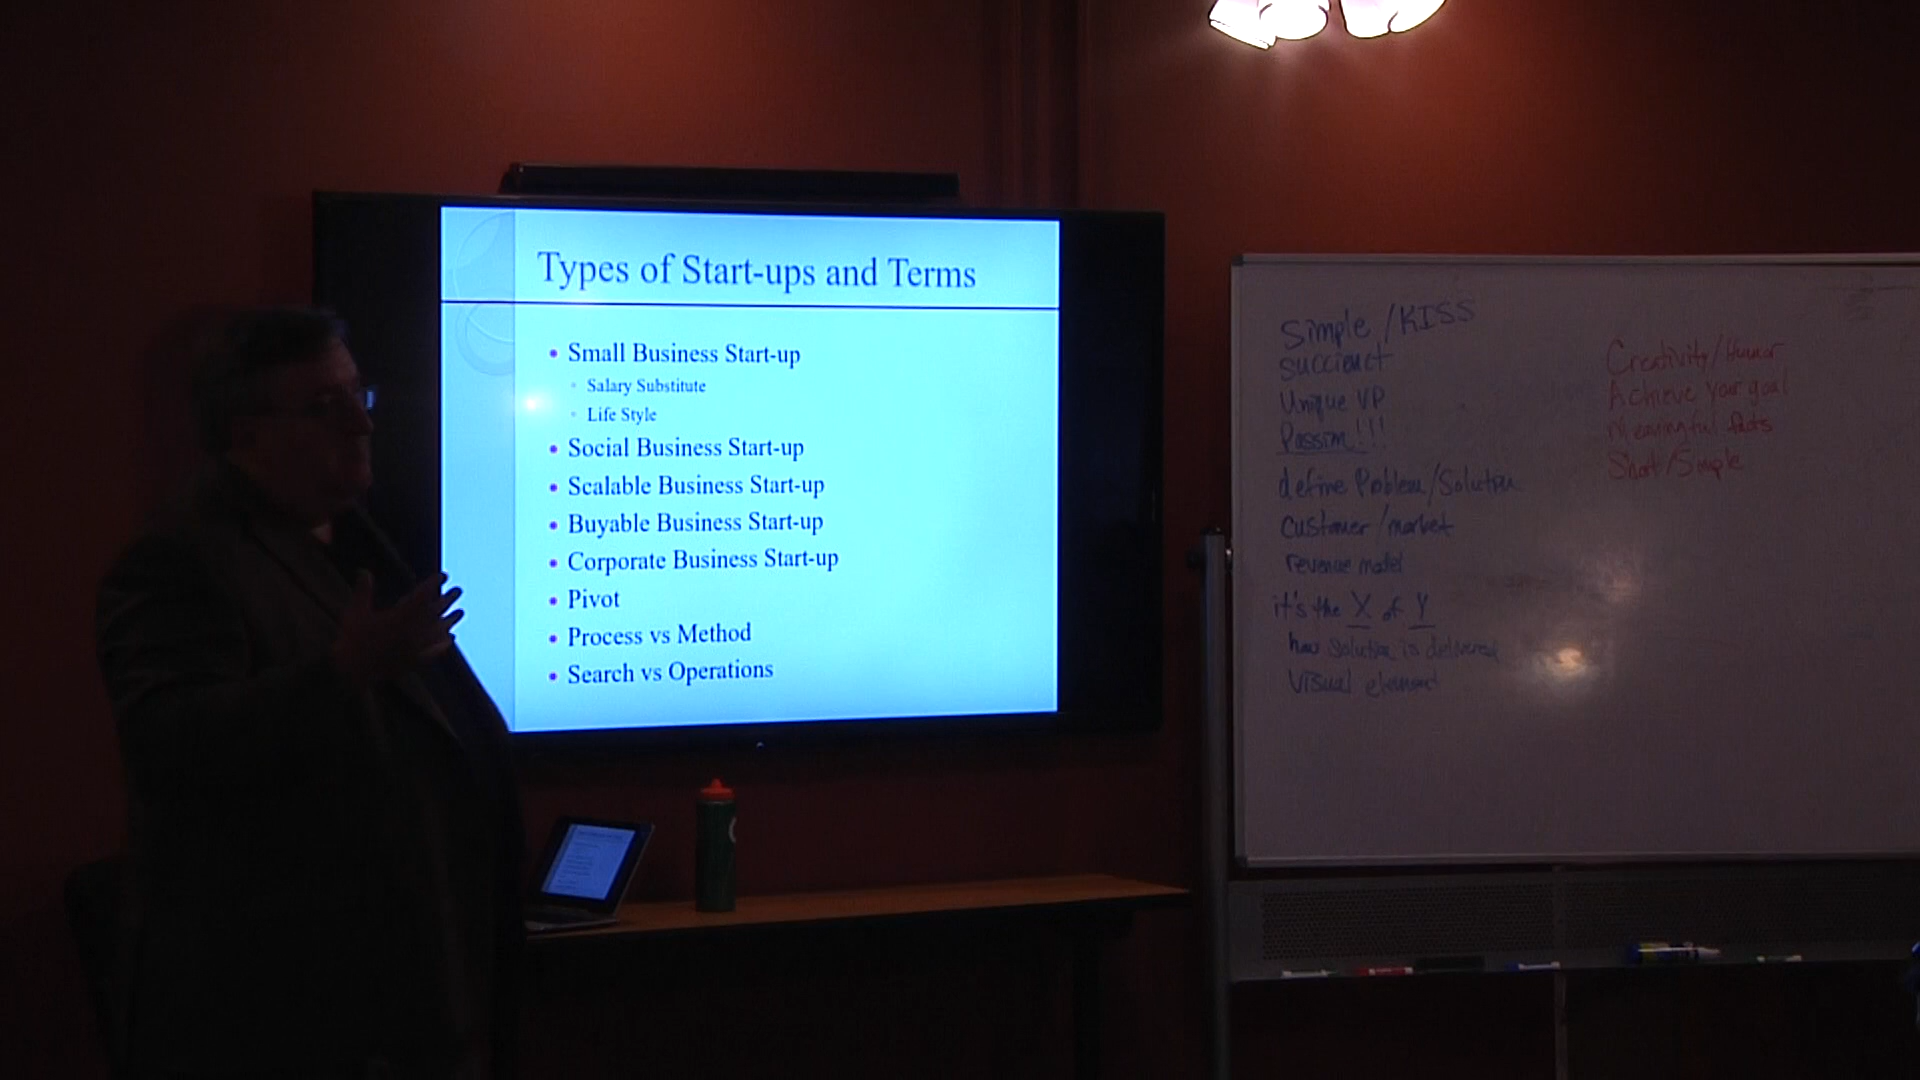 Types of Start-ups and Terms
• Small Business Start-up
• Salary Substitute
• Life Style
• Social Business Start-up
• Scalable Business Start-up
• Buyable Business Start-up
• Corporate Business Start-up
• Pivot
• Process vs Method
• Search vs Operations
Simple/KISS
succienct
Unique VP
Passion!!!
define Problem/Solution
customer/market
revenue model
it's the X of Y
how solution is delivered
Visual element
Creativity/Humor
Achieve your goal
Meaningful facts
Short/Simple